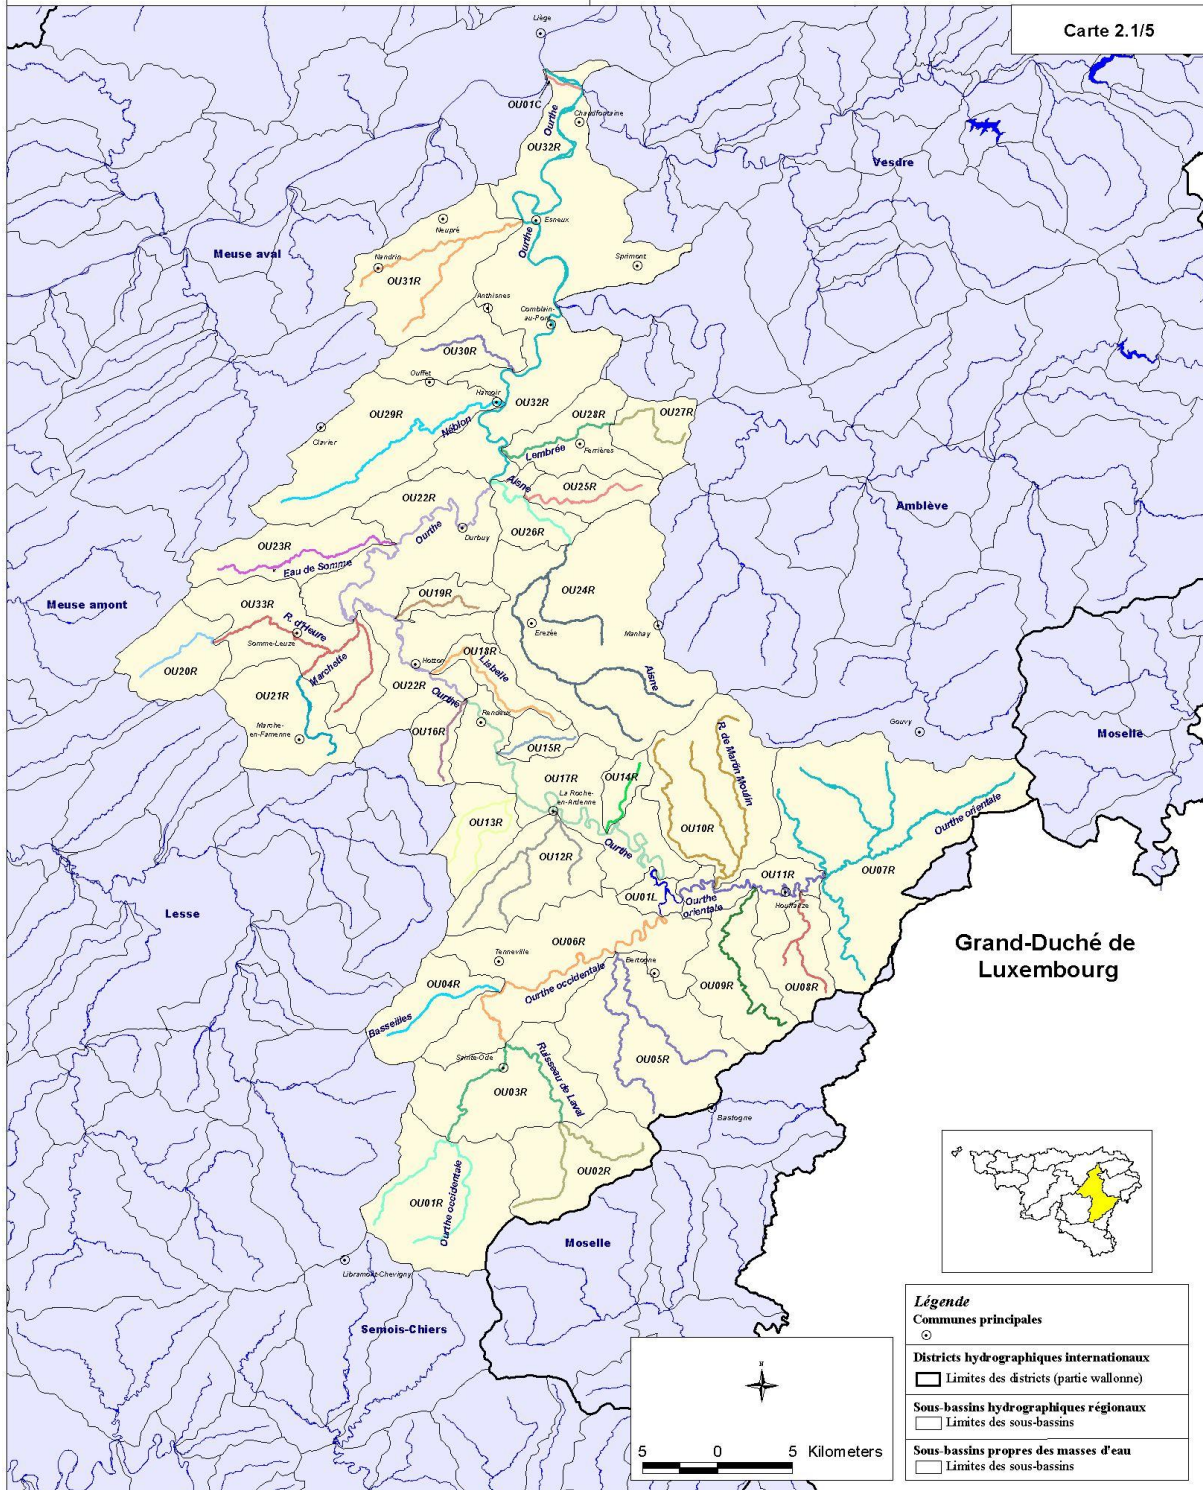 Liège
Carte 2.1/5
OU01C
Ourthe
Chaudfontaine
OU32R
Vesdre
Neupré
Esneux
Ourthe
Meuse aval
Nandrin
Sprimont
OU31R
Anthisnes
Comblain-
au-Pont
OU30R
Ouffet
Hamoir
OU32R
OU29R
OU28R
OU27R
Clavier
Néblon
Lembrée
Ferrières
Aisne
OU25R
OU22R
Amblève
Ourthe
Durbuy
OU26R
OU23R
Eau de Somme
OU24R
OU19R
Meuse amont
OU33R
R. d'Heure
Somme-Leuze
Erezée
Manhay
OU18R
Lisbelle
Hotton
OU20R
Marchette
Aisne
OU21R
OU22R
Ourthe
Rendeux
Marche-
en-Famenne
OU16R
OU15R
R. de Martin Moulin
Gouvy
Moselle
OU17R
OU14R
La Roche-
en-Ardenne
Ourthe orientale
OU13R
OU10R
OU12R
Ourthe
OU11R
OU07R
OU01L
Ourthe
orientale
Houffalize
Lesse
OU06R
Tenneville
Bertogne
Ourthe occidentale
Grand-Duché de
Luxembourg
OU04R
OU09R
OU08R
Basseilles
Sainte-Ode
Ruisseau de Laval
OU05R
OU03R
Bastogne
OU02R
OU01R
Ourthe occidentale
Moselle
Libramont-Chevigny
Semois-Chiers
Légende
Communes principales
Districts hydrographiques internationaux
Limites des districts (partie wallonne)
Sous-bassins hydrographiques régionaux
Limites des sous-bassins
Sous-bassins propres des masses d'eau
Limites des sous-bassins
N
5 0 5 Kilometers